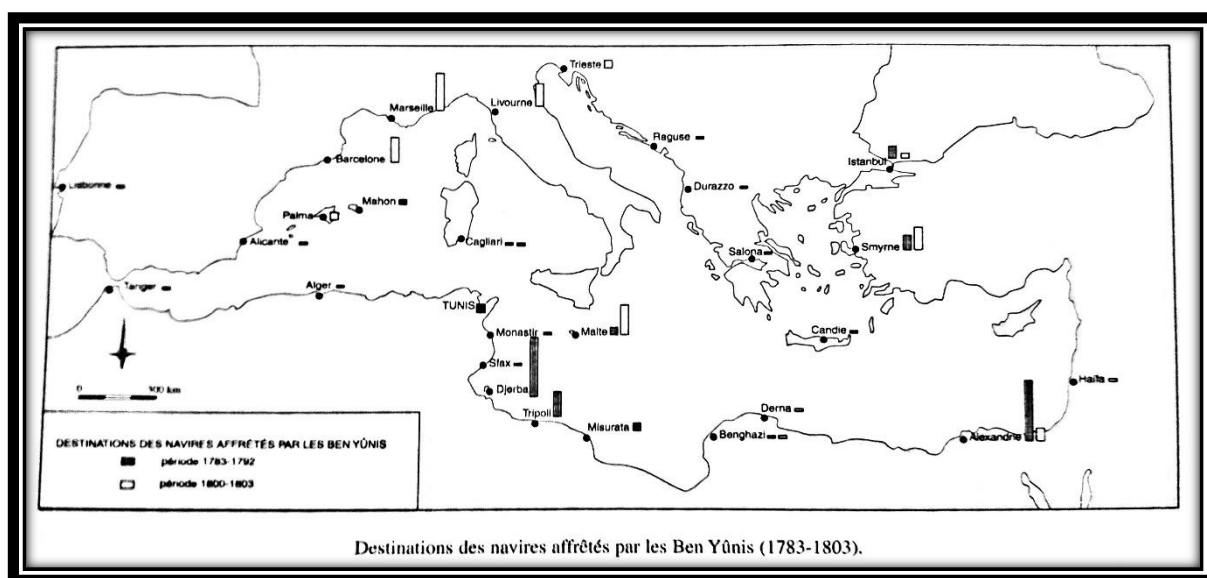 Trieste
Marseille
Livourne
Barcelone
Raguse
Istanbul
Lisbonne
Mahon
Durazzo
Palma
Alicante
Cagliari
Salona
Smyrne
Tanger
Alger
TUNIS
Monastir
Malte
Candie
Sfax
Djerba
Haïfa
Tripoli
Misurata
Derna
Benghazi
Alexandrie
0 300 km
DESTINATIONS DES NAVIRES AFFRÉTÉS PAR LES BEN YÛNIS
période 1783-1792
période 1800-1803
Destinations des navires affrêtés par les Ben Yûnis (1783-1803).